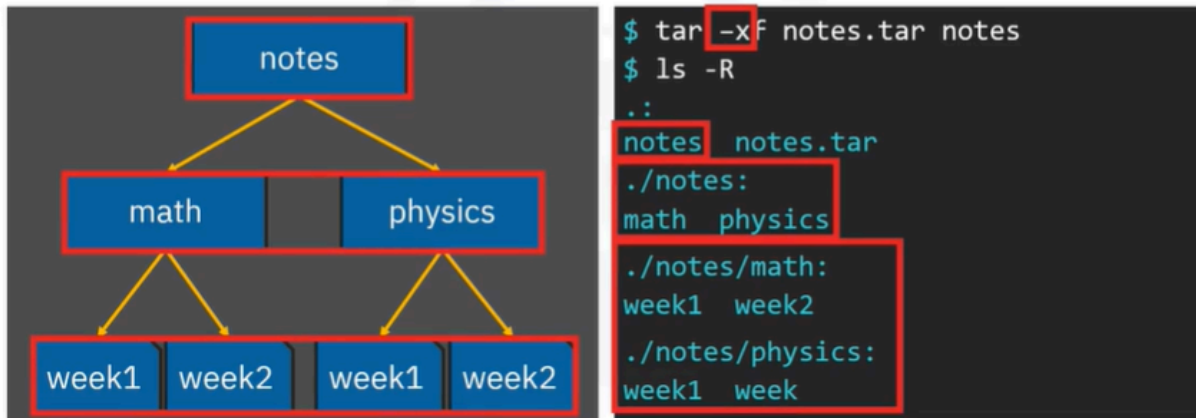 notes
math physics
week1 week2 week1 week2
$ tar -xf notes.tar notes
$ ls -R
.:
notes notes.tar
./notes:
math physics
./notes/math:
week1 week2
./notes/physics:
week1 week